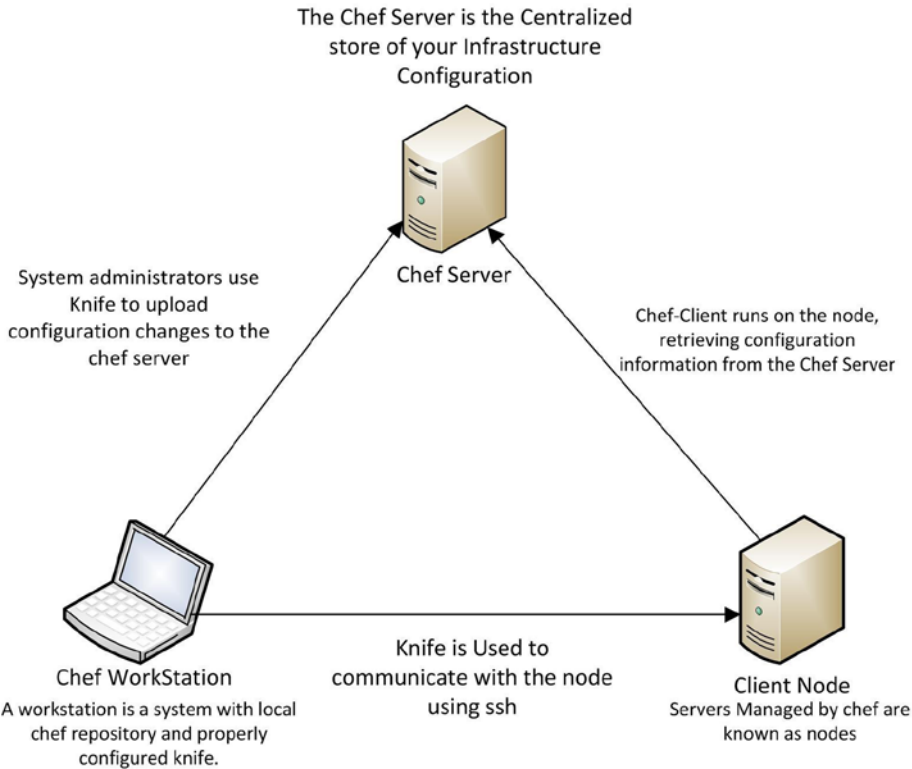 The Chef Server is the Centralized
store of your Infrastructure
Configuration
Chef Server
System administrators use
Knife to upload
configuration changes to the
chef server
Chef-Client runs on the node,
retrieving configuration
information from the Chef Server
Chef WorkStation
A workstation is a system with local
chef repository and properly
configured knife.
Knife is Used to
communicate with the node
using ssh
Client Node
Servers Managed by chef are
known as nodes